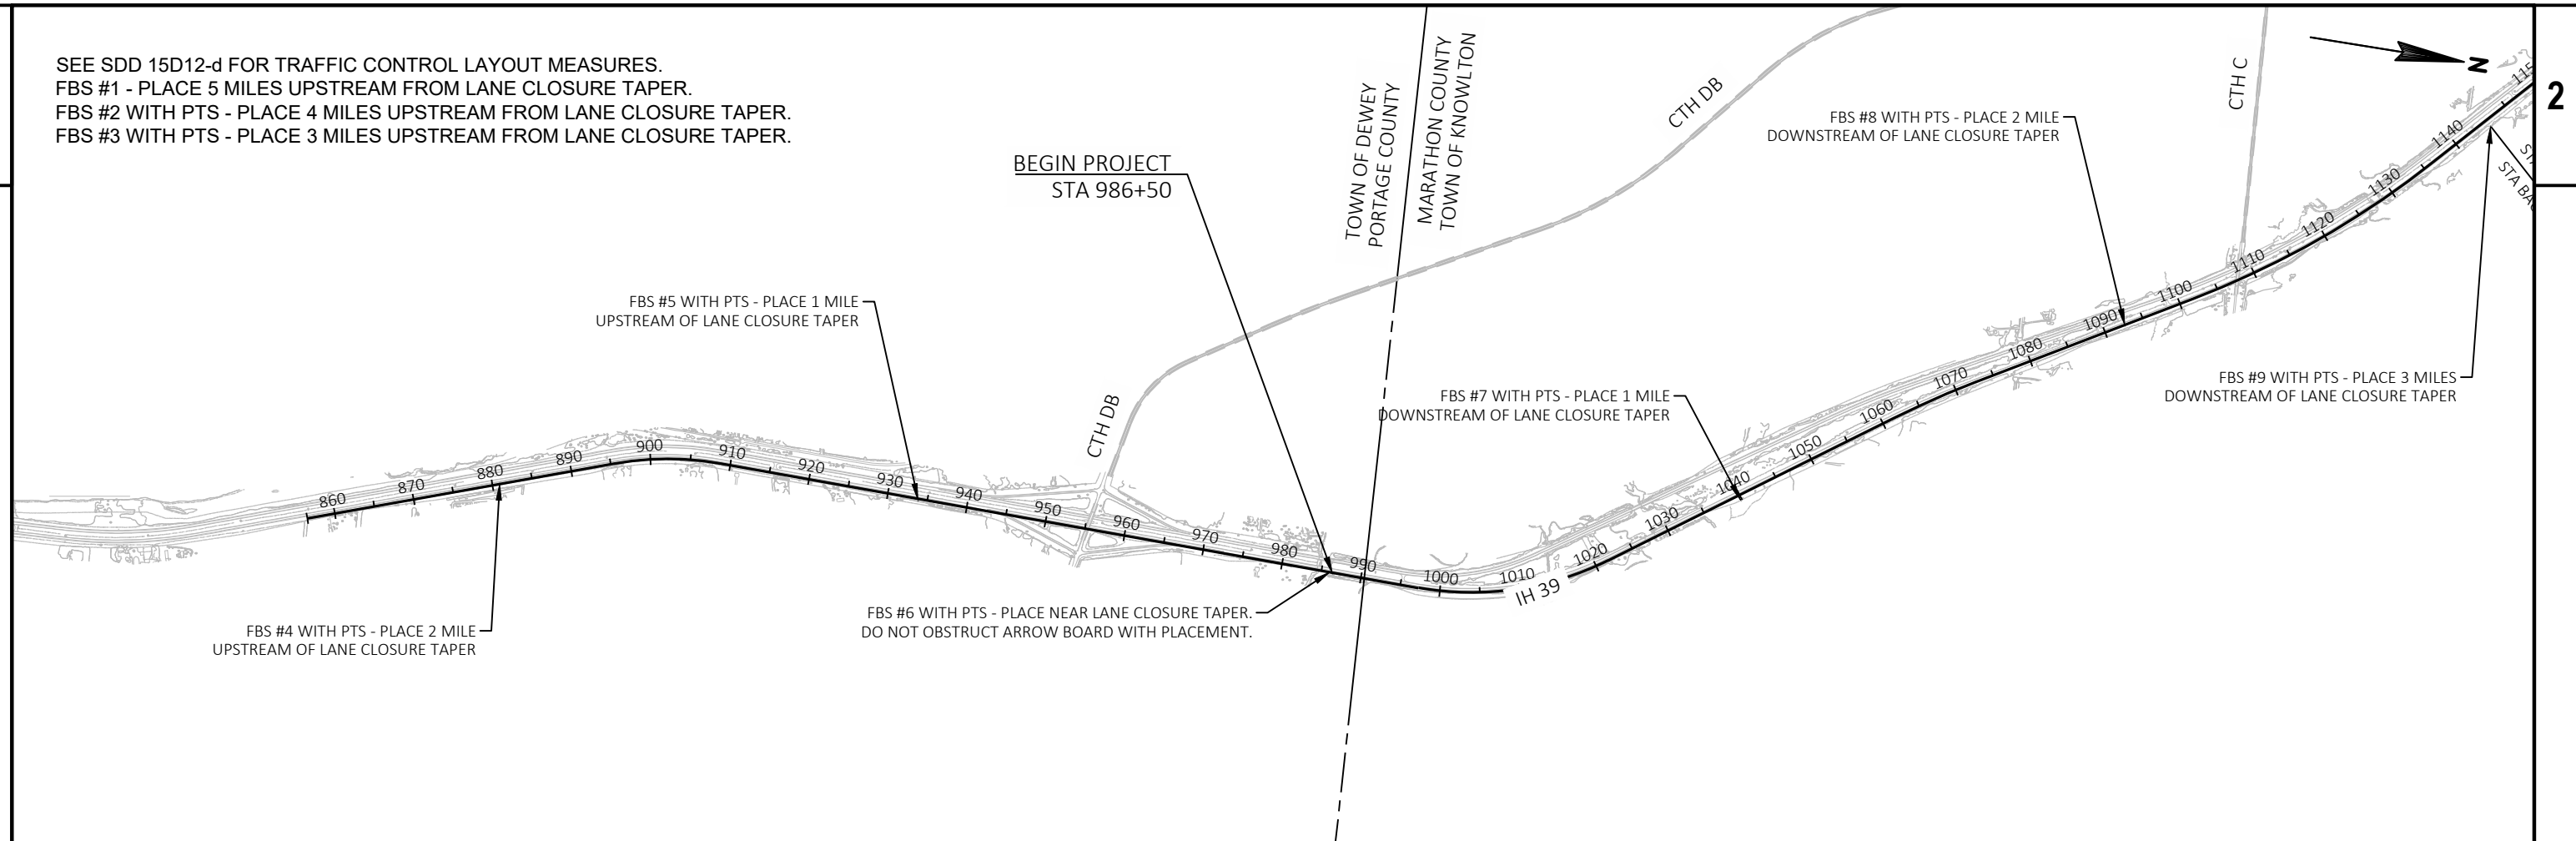 SEE SDD 15D12-d FOR TRAFFIC CONTROL LAYOUT MEASURES.
FBS #1 - PLACE 5 MILES UPSTREAM FROM LANE CLOSURE TAPER.
FBS #2 WITH PTS - PLACE 4 MILES UPSTREAM FROM LANE CLOSURE TAPER.
FBS #3 WITH PTS - PLACE 3 MILES UPSTREAM FROM LANE CLOSURE TAPER.
2
N
BEGIN PROJECT
STA 986+50
TOWN OF DEWEY
PORTAGE COUNTY
MARATHON COUNTY
TOWN OF KNOWLTON
CTH DB
CTH C
FBS #8 WITH PTS - PLACE 2 MILE
DOWNSTREAM OF LANE CLOSURE TAPER
FBS #5 WITH PTS - PLACE 1 MILE
UPSTREAM OF LANE CLOSURE TAPER
CTH DB
FBS #7 WITH PTS - PLACE 1 MILE
DOWNSTREAM OF LANE CLOSURE TAPER
FBS #9 WITH PTS - PLACE 3 MILES
DOWNSTREAM OF LANE CLOSURE TAPER
860
870
880
890
900
910
920
930
940
950
960
970
980
990
1000
1010
IH 39
1020
1030
1040
1050
1060
1070
1080
1090
1100
1110
1120
1130
1140
115
STA
STA BA
FBS #6 WITH PTS - PLACE NEAR LANE CLOSURE TAPER.
DO NOT OBSTRUCT ARROW BOARD WITH PLACEMENT.
FBS #4 WITH PTS - PLACE 2 MILE
UPSTREAM OF LANE CLOSURE TAPER